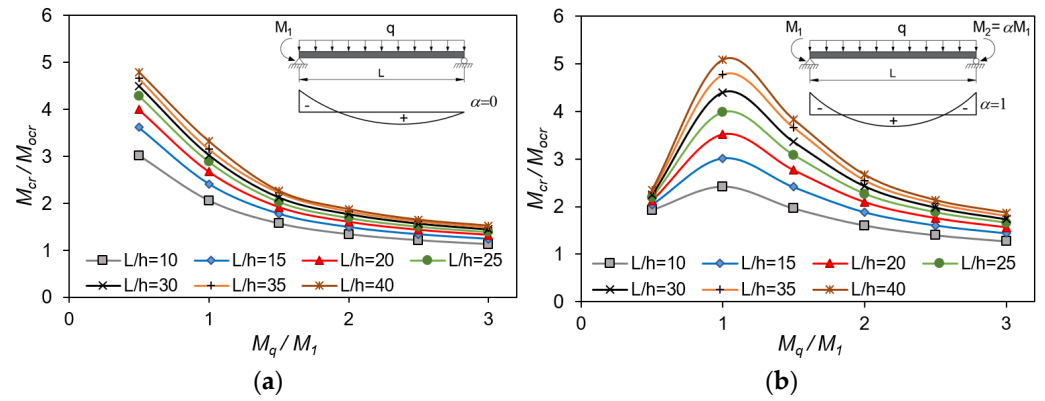 6
5
4
3
2
1
0
M_cr / M_ocr
M₁
q
L
-
+
α=0
L/h=10 L/h=15 L/h=20 L/h=25
L/h=30 L/h=35 L/h=40
0 1 2 3
M_q / M_1
(a)
6
5
4
3
2
1
0
M_cr / M_ocr
M₁ q M₂=αM₁
L
- -
+
α=1
L/h=10 L/h=15 L/h=20 L/h=25
L/h=30 L/h=35 L/h=40
0 1 2 3
M_q / M_1
(b)